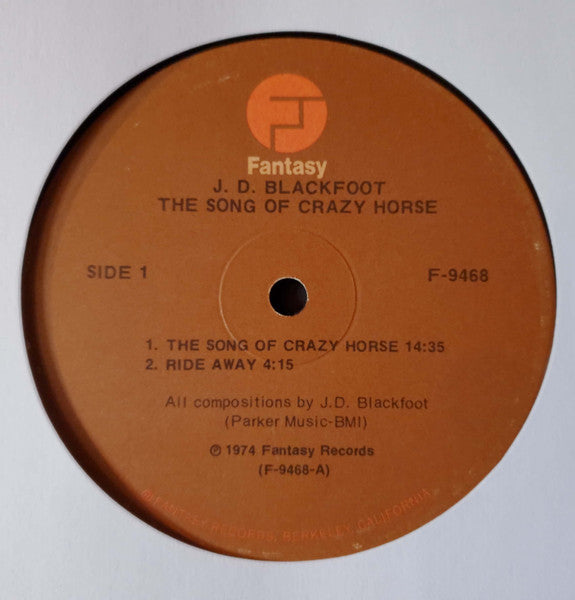 Fantasy
J. D. BLACKFOOT
THE SONG OF CRAZY HORSE
SIDE 1
F-9468
1. THE SONG OF CRAZY HORSE 14:35
2. RIDE AWAY 4:15
All compositions by J.D. Blackfoot
(Parker Music-BMI)
℗ 1974 Fantasy Records
(F-9468-A)
FANTASY RECORDS, BERKELEY, CALIFORNIA